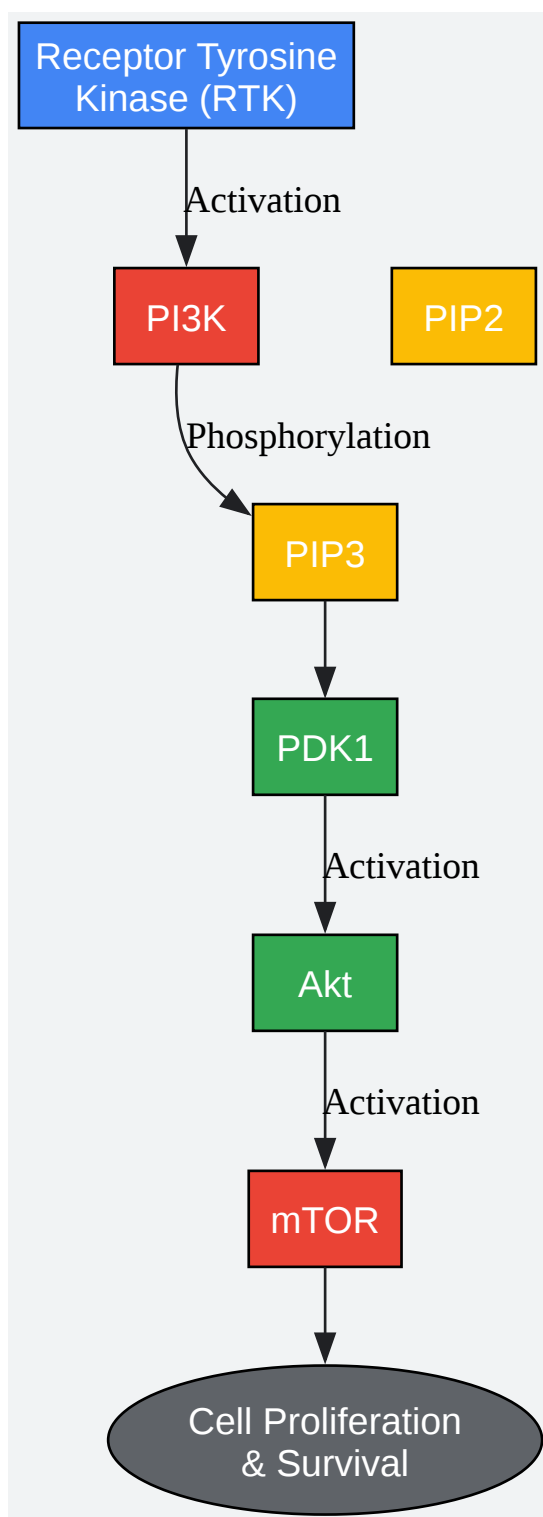 Receptor Tyrosine
Kinase (RTK)
Activation
PI3K
PIP2
Phosphorylation
PIP3
PDK1
Activation
Akt
Activation
mTOR
Cell Proliferation
& Survival